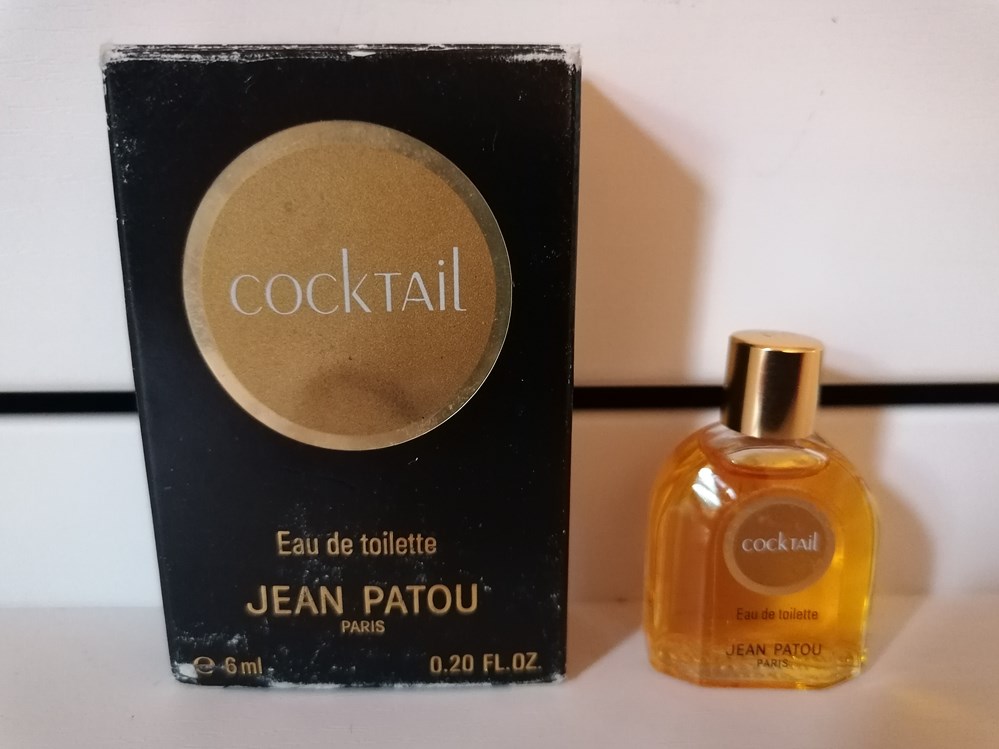 cockTAil
Eau de toilette
JEAN PATOU
PARIS
℮ 6 ml
0.20 FL.OZ.
cockTAil
Eau de toilette
JEAN PATOU
PARIS